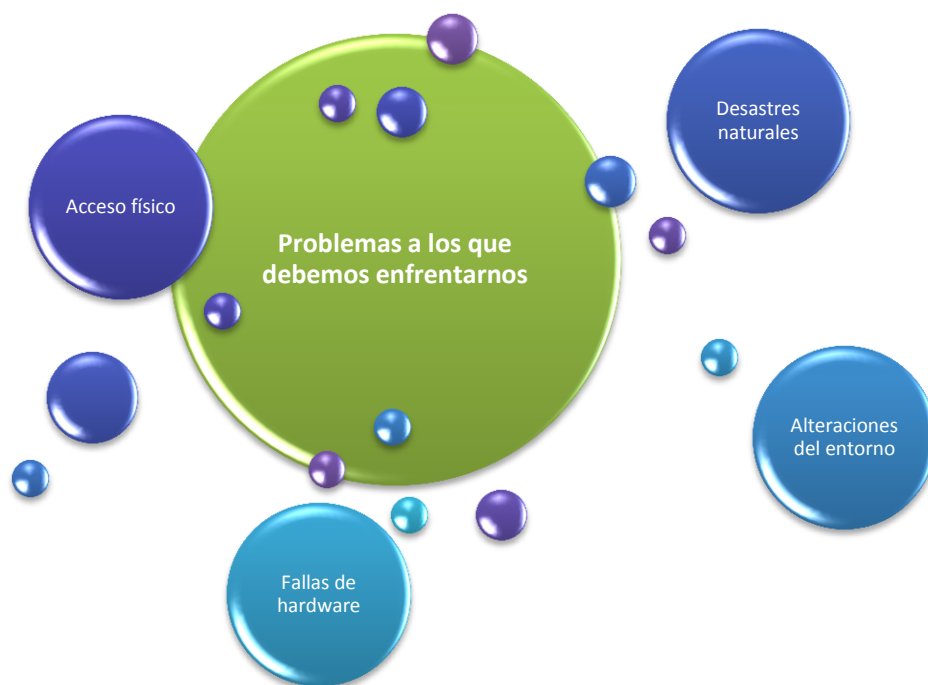 Desastres
naturales
Acceso físico
Problemas a los que
debemos enfrentarnos
Alteraciones
del entorno
Fallas de
hardware